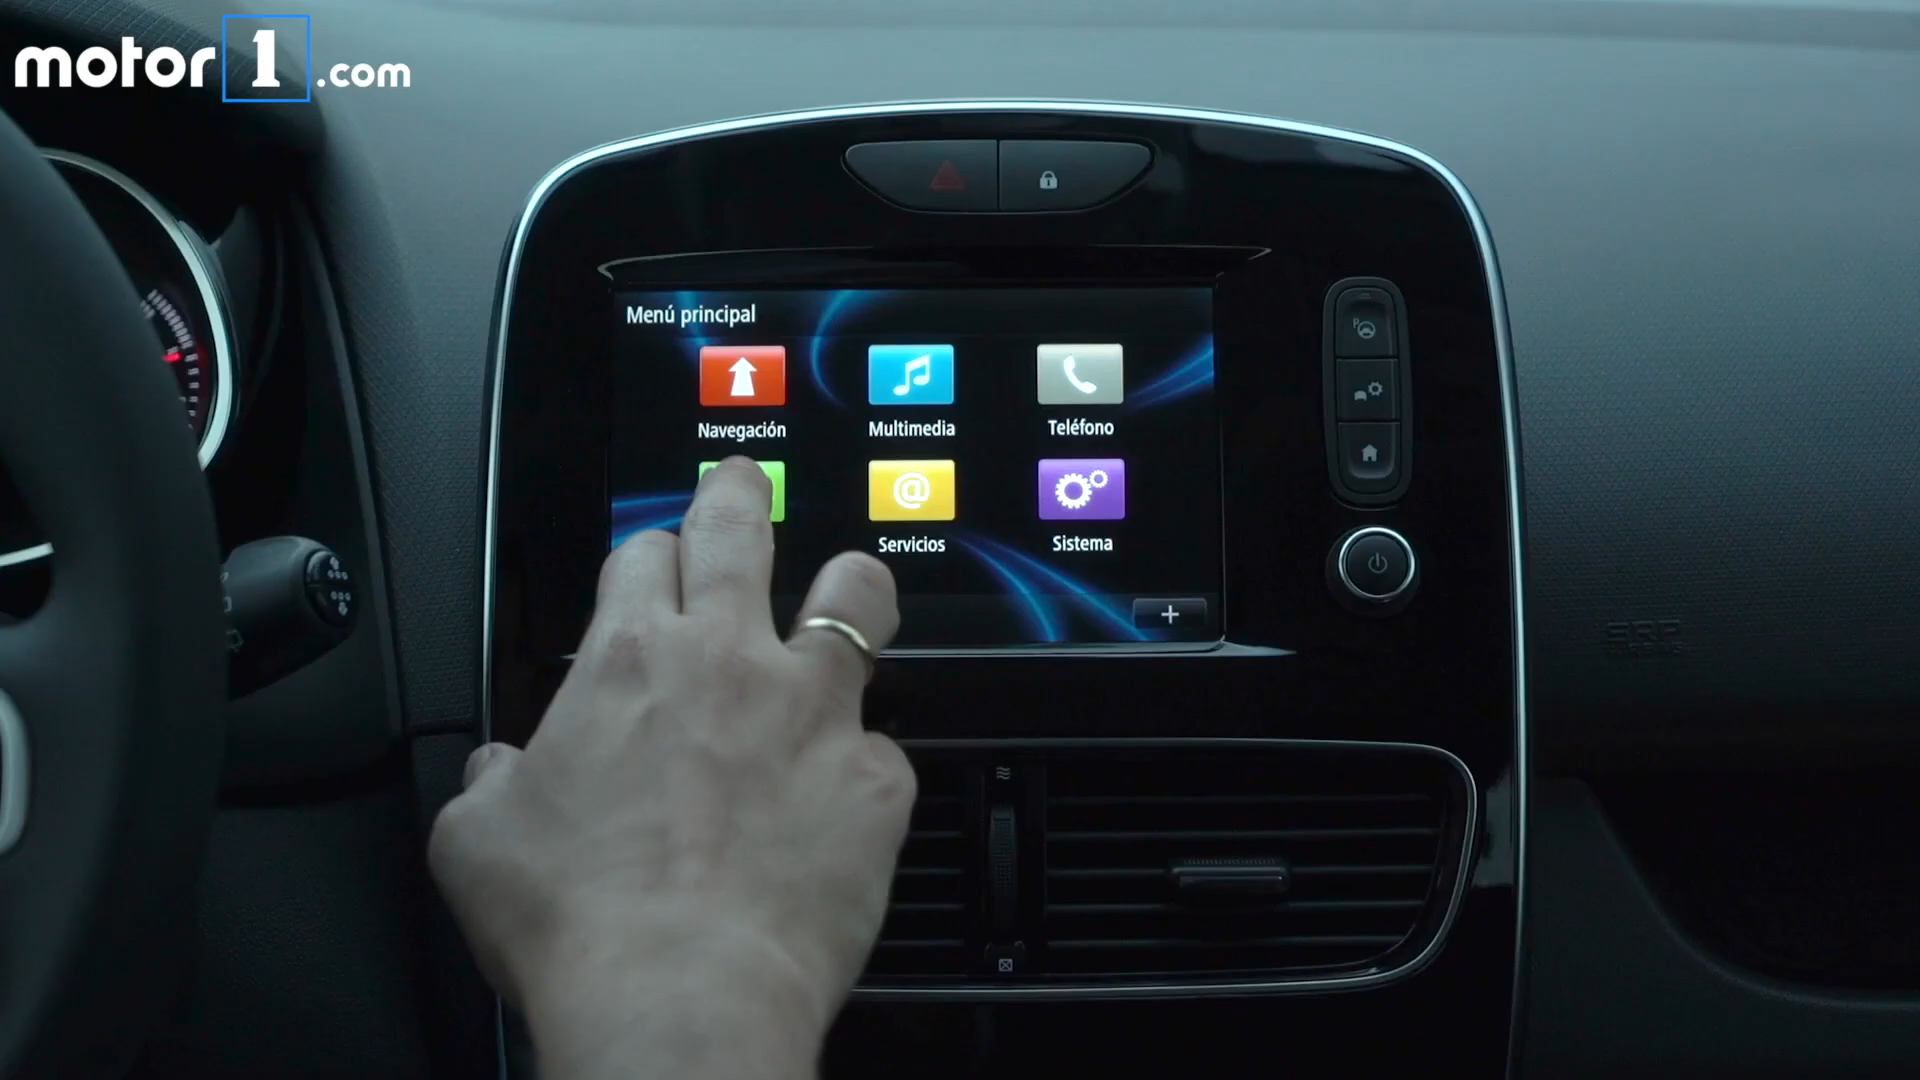 motor1.com
Menú principal
Navegación
Multimedia
Teléfono
Servicios
Sistema
+
P